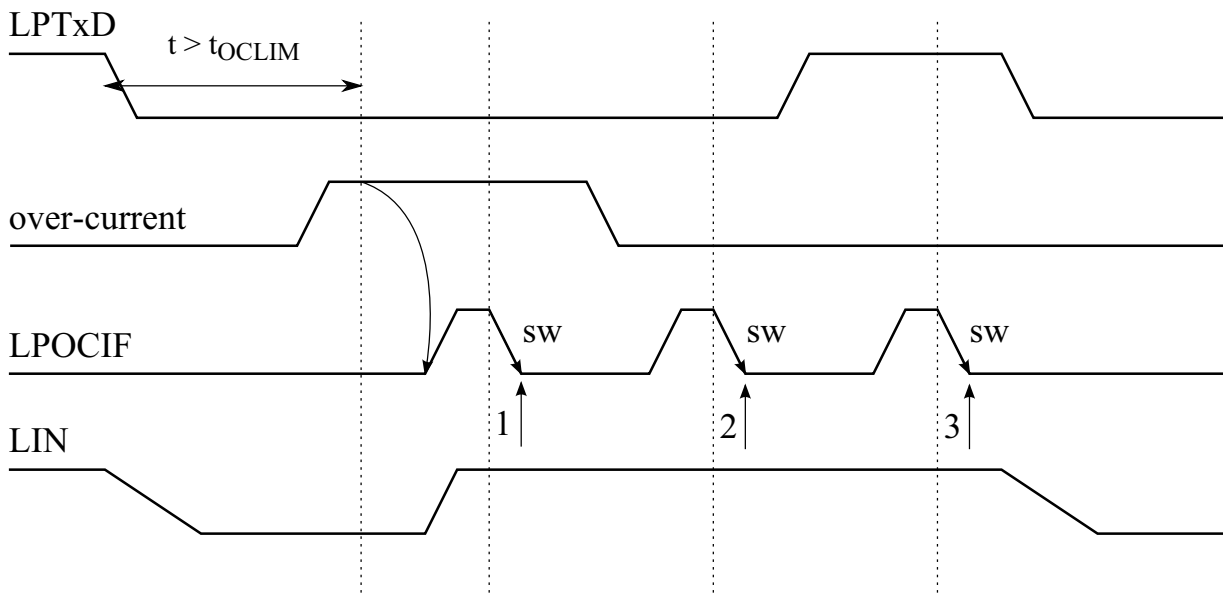 LPTxD
t > tOCLIM
over-current
LPOCIF
sw
sw
sw
1
2
3
LIN